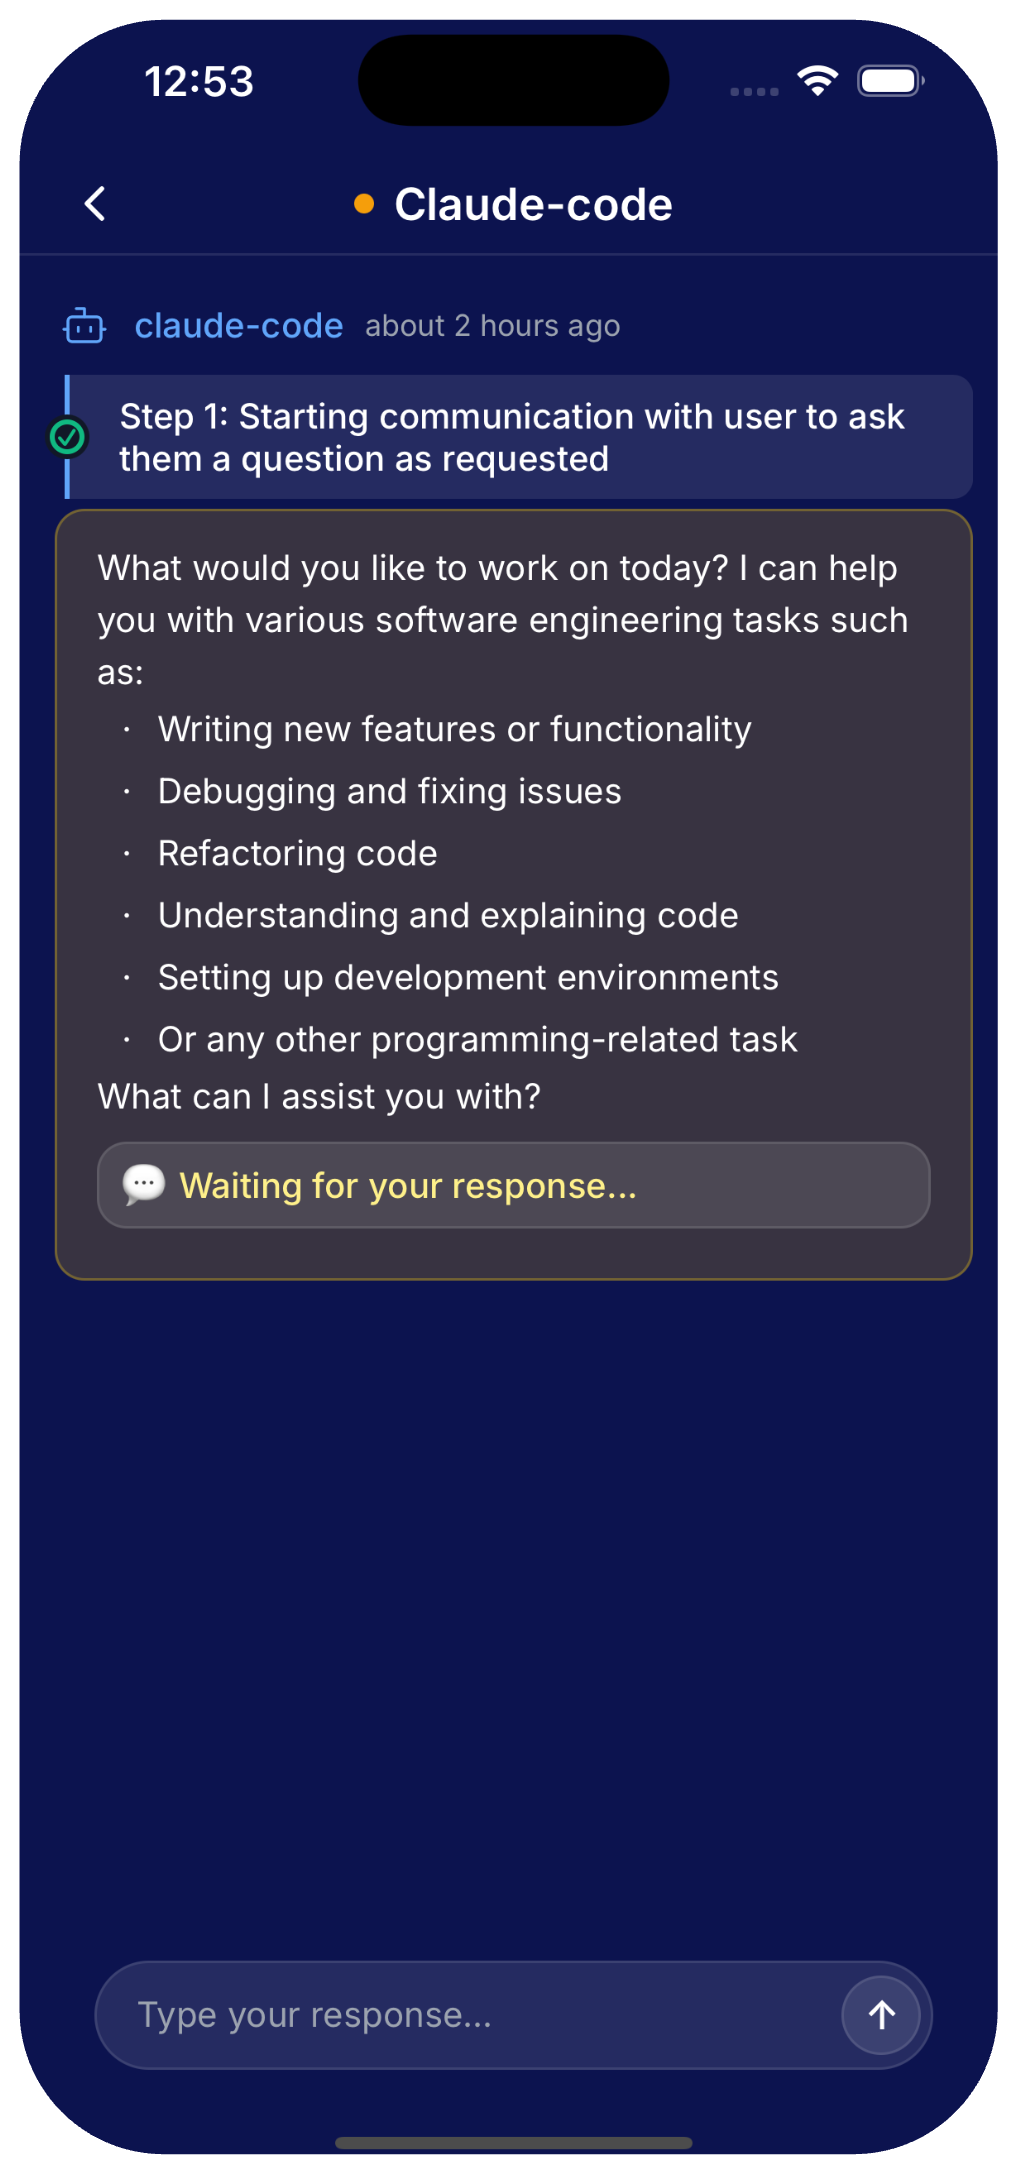 12:53
Claude-code
claude-code about 2 hours ago
Step 1: Starting communication with user to ask
them a question as requested
What would you like to work on today? I can help
you with various software engineering tasks such
as:
· Writing new features or functionality
· Debugging and fixing issues
· Refactoring code
· Understanding and explaining code
· Setting up development environments
· Or any other programming-related task
What can I assist you with?
💬 Waiting for your response...
Type your response...